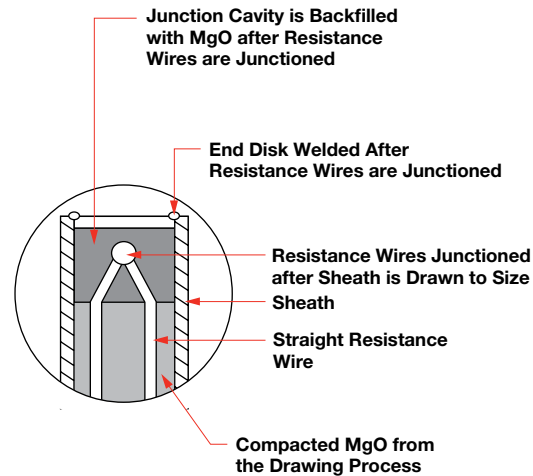 Junction Cavity is Backfilled
with MgO after Resistance
Wires are Junctioned
End Disk Welded After
Resistance Wires are Junctioned
Resistance Wires Junctioned
after Sheath is Drawn to Size
Sheath
Straight Resistance
Wire
Compacted MgO from
the Drawing Process